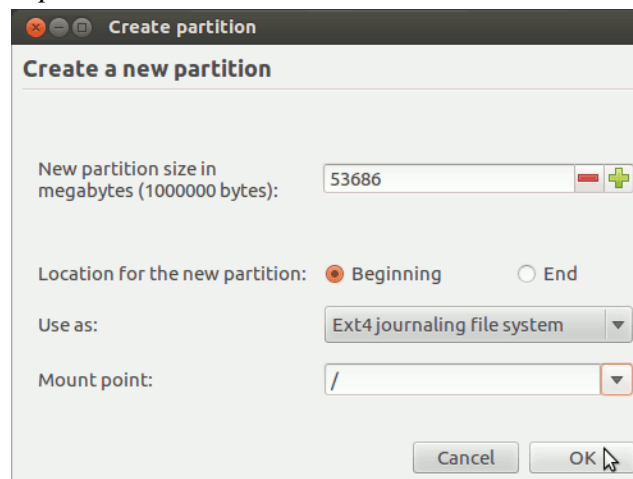 Create partition
Create a new partition
New partition size in
megabytes (1000000 bytes):
53686
Location for the new partition:
Beginning
End
Use as:
Ext4 journaling file system
Mount point:
/
Cancel
OK